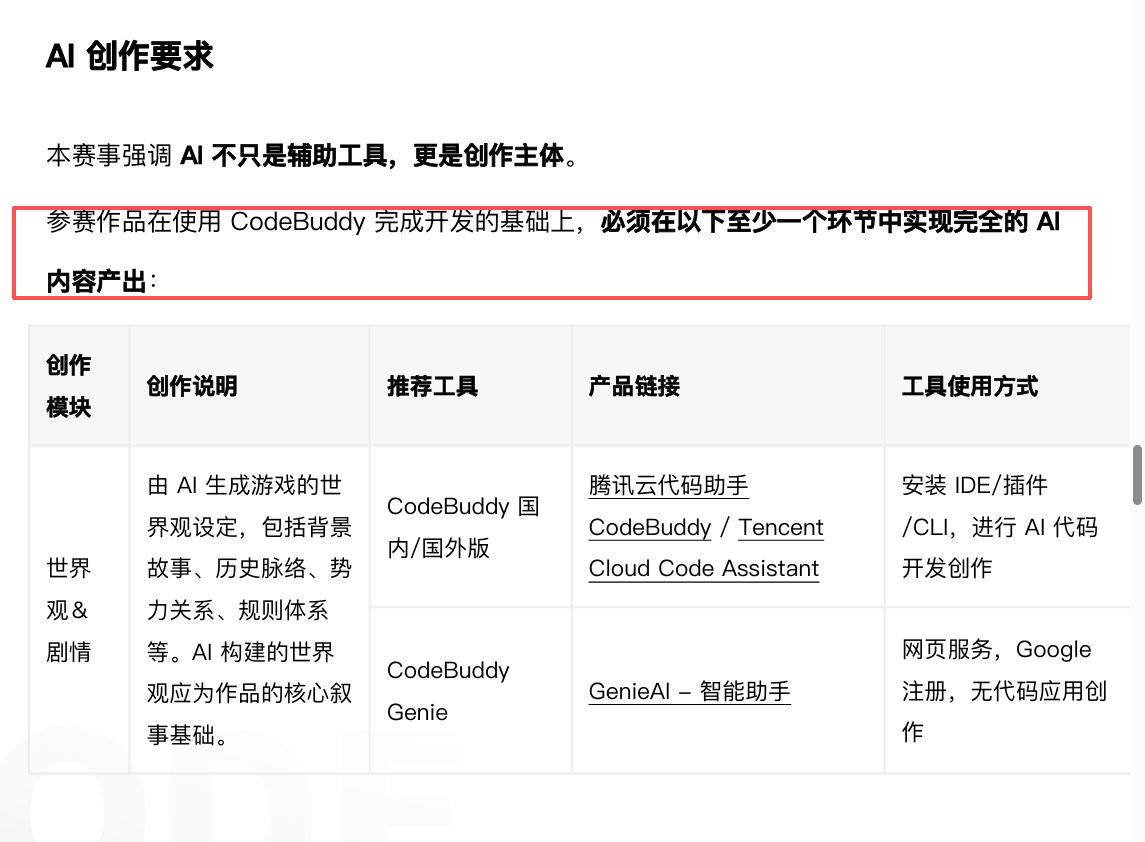 AI 创作要求
本赛事强调 AI 不只是辅助工具，更是创作主体。
参赛作品在使用 CodeBuddy 完成开发的基础上，必须在以下至少一个环节中实现完全的 AI
内容产出：
创作
模块
创作说明
推荐工具
产品链接
工具使用方式
世界
观＆
剧情
由 AI 生成游戏的世
界观设定，包括背景
故事、历史脉络、势
力关系、规则体系
等。AI 构建的世界
观应为作品的核心叙
事基础。
CodeBuddy 国
内/国外版
腾讯云代码助手
CodeBuddy / Tencent
Cloud Code Assistant
安装 IDE/插件
/CLI，进行 AI 代码
开发创作
CodeBuddy
Genie
GenieAI – 智能助手
网页服务，Google
注册，无代码应用创
作
ODE